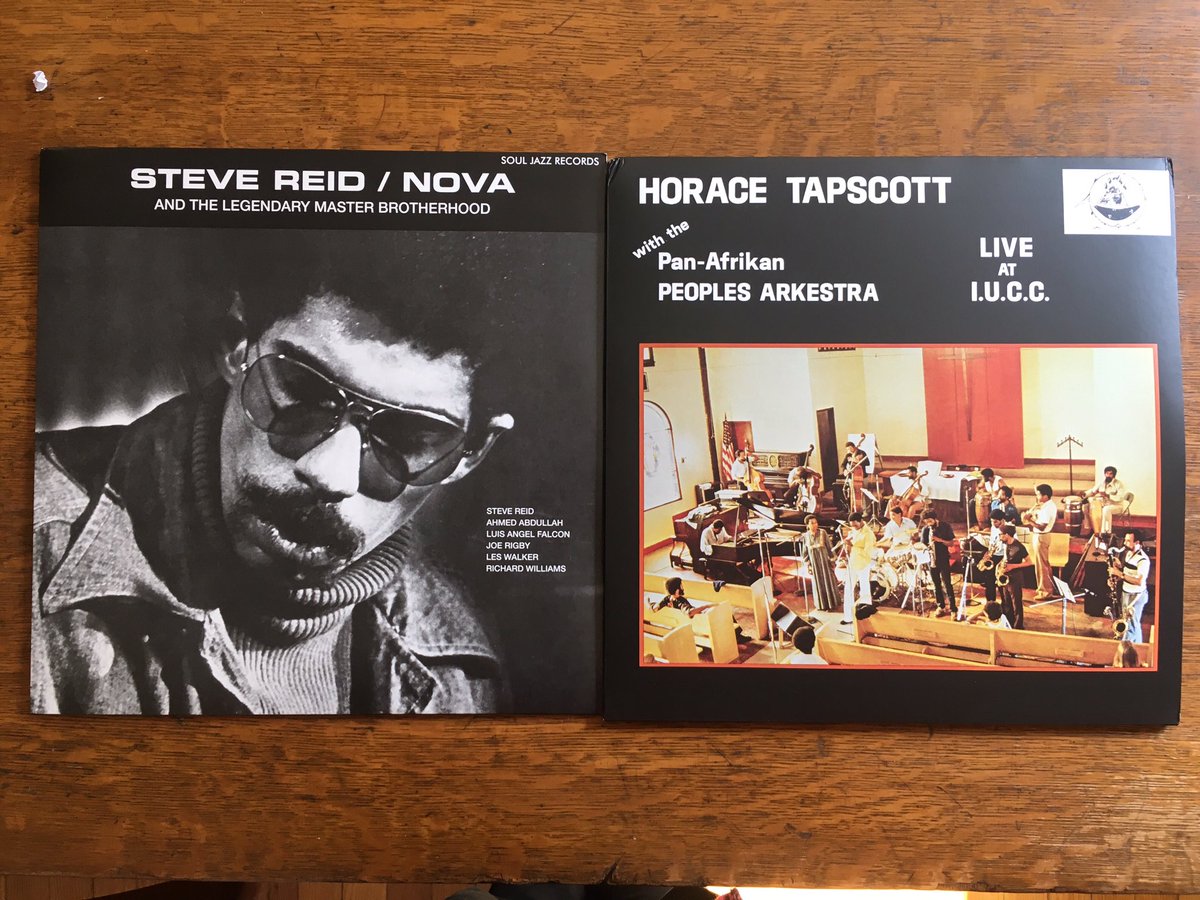 SOUL JAZZ RECORDS
STEVE REID / NOVA
AND THE LEGENDARY MASTER BROTHERHOOD
STEVE REID
AHMED ABDULLAH
LUIS ANGEL FALCON
JOE RIGBY
LES WALKER
RICHARD WILLIAMS
HORACE TAPSCOTT
with the
Pan-Afrikan
PEOPLES ARKESTRA
LIVE
AT
I.U.C.C.